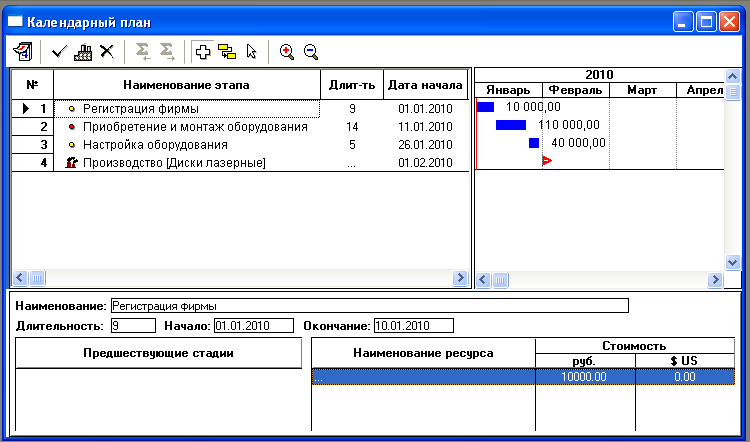 Календарный план
№ Наименование этапа Длит-ть Дата начала
2010
Январь Февраль Март Апрел
1 Регистрация фирмы 9 01.01.2010 10 000,00
2 Приобретение и монтаж оборудования 14 11.01.2010 110 000,00
3 Настройка оборудования 5 26.01.2010 40 000,00
4 Производство [Диски лазерные] ... 01.02.2010
Наименование: Регистрация фирмы
Длительность: 9 Начало: 01.01.2010 Окончание: 10.01.2010
Предшествующие стадии
Наименование ресурса Стоимость
руб. $ US
... 10000.00 0.00